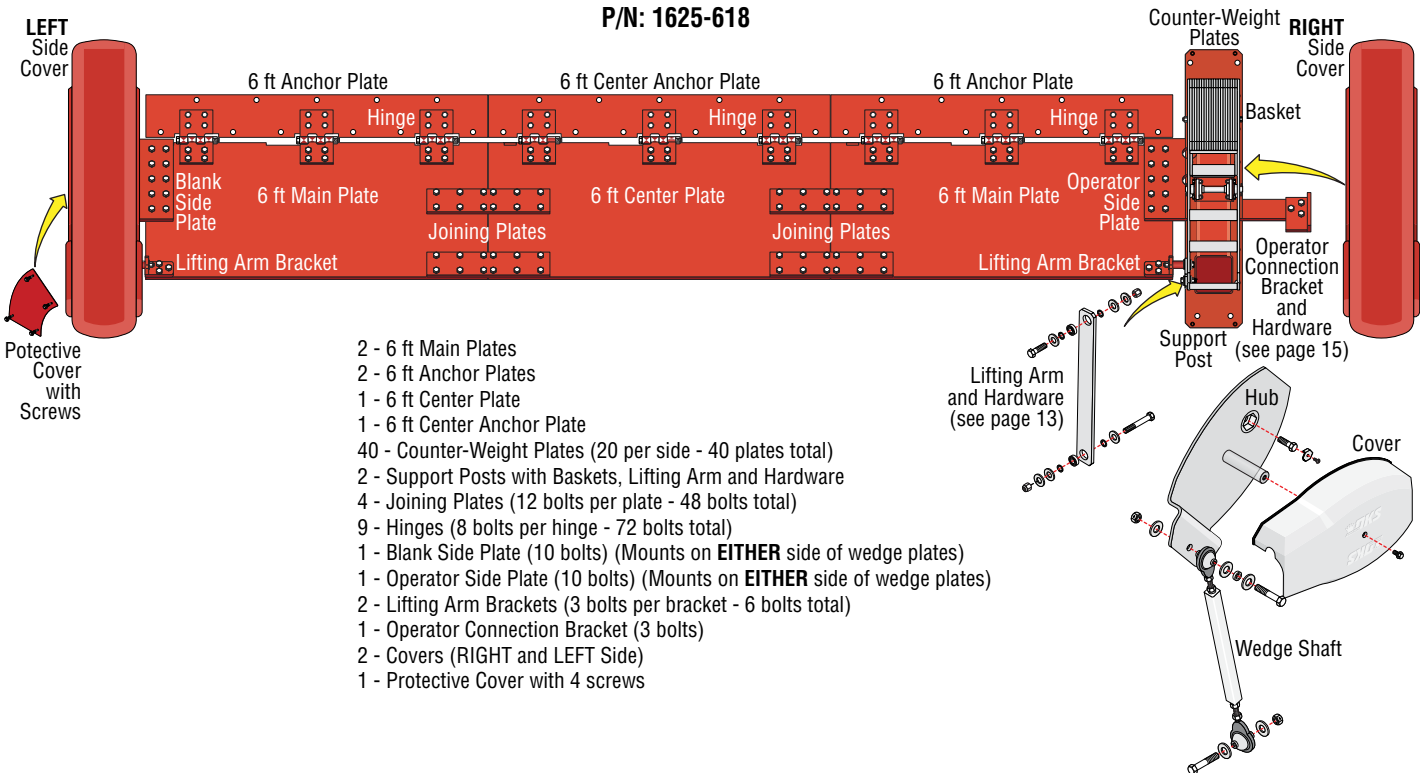 P/N: 1625-618
LEFT
Side
Cover
Counter-Weight
Plates
RIGHT
Side
Cover
6 ft Anchor Plate
6 ft Center Anchor Plate
6 ft Anchor Plate
Hinge
Hinge
Hinge
Basket
Blank
Side
Plate
6 ft Main Plate
6 ft Center Plate
6 ft Main Plate
Operator
Side
Plate
Joining Plates
Joining Plates
Lifting Arm Bracket
Lifting Arm Bracket
Operator
Connection
Bracket
and
Hardware
(see page 15)
Support
Post
Potective
Cover
with
Screws
Lifting Arm
and Hardware
(see page 13)
2 - 6 ft Main Plates
2 - 6 ft Anchor Plates
1 - 6 ft Center Plate
1 - 6 ft Center Anchor Plate
40 - Counter-Weight Plates (20 per side - 40 plates total)
2 - Support Posts with Baskets, Lifting Arm and Hardware
4 - Joining Plates (12 bolts per plate - 48 bolts total)
9 - Hinges (8 bolts per hinge - 72 bolts total)
1 - Blank Side Plate (10 bolts) (Mounts on EITHER side of wedge plates)
1 - Operator Side Plate (10 bolts) (Mounts on EITHER side of wedge plates)
2 - Lifting Arm Brackets (3 bolts per bracket - 6 bolts total)
1 - Operator Connection Bracket (3 bolts)
2 - Covers (RIGHT and LEFT Side)
1 - Protective Cover with 4 screws
Hub
Cover
Wedge Shaft